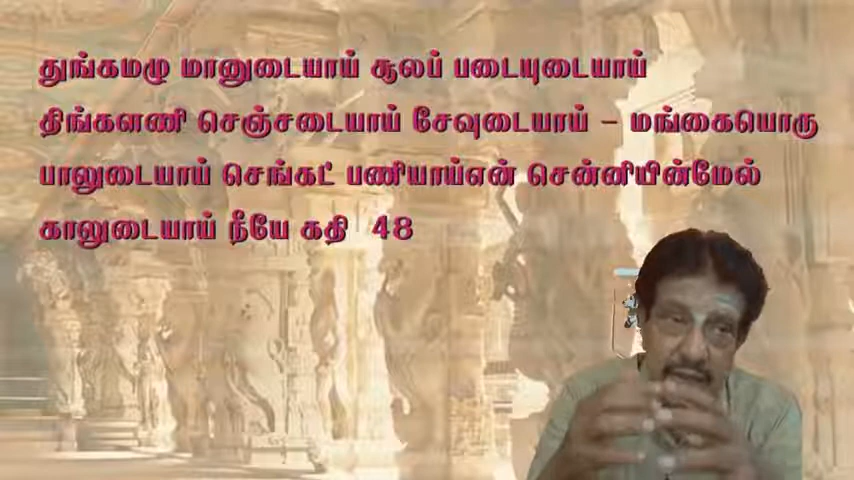 துங்கமழு மானுடையாய் சூலப் படையுடையாய்
திங்களணி செஞ்சடையாய் சேவுடையாய் – மங்கையொரு
பாலுடையாய் செங்கட் பணியாய்என் சென்னியின்மேல்
காலுடையாய் நீயே கதி 48